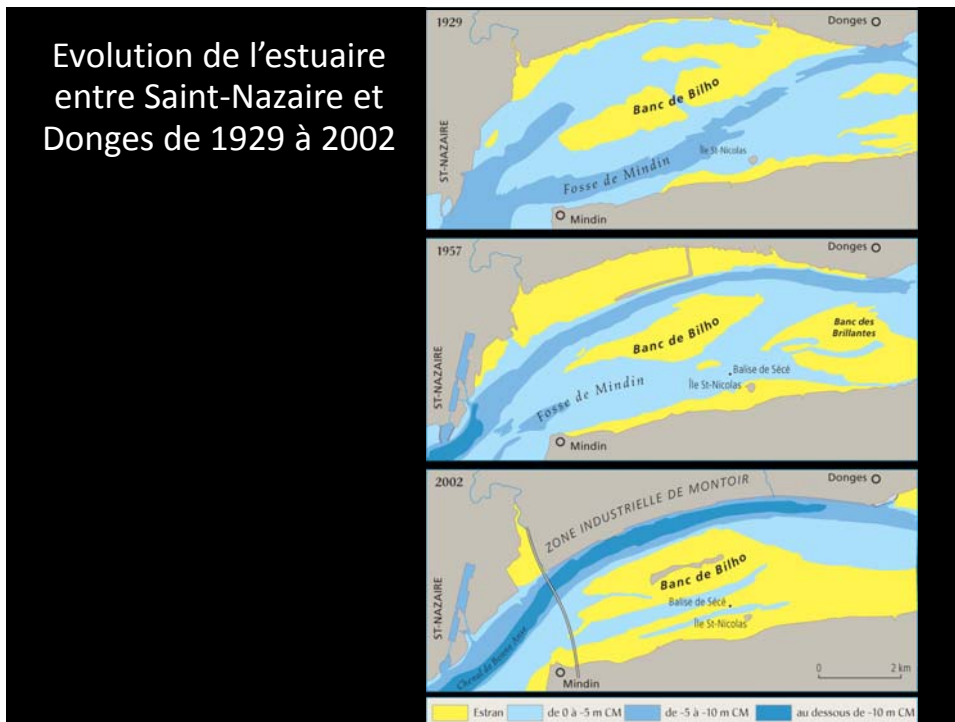 Evolution de l’estuaire
entre Saint-Nazaire et
Donges de 1929 à 2002
1929
Donges
Banc de Bilho
ST-NAZAIRE
Île St-Nicolas
Fosse de Mindin
Mindin
1957
Donges
Banc de Bilho
Banc des
Brillantes
ST-NAZAIRE
Balise de Sécé
Île St-Nicolas
Fosse de Mindin
Mindin
2002
Donges
ZONE INDUSTRIELLE DE MONTOIR
Banc de Bilho
ST-NAZAIRE
Balise de Sécé
Île St-Nicolas
Chenal de Bonne Anse
Mindin
0 2 km
Estran de 0 à -5 m CM de -5 à -10 m CM au dessous de -10 m CM